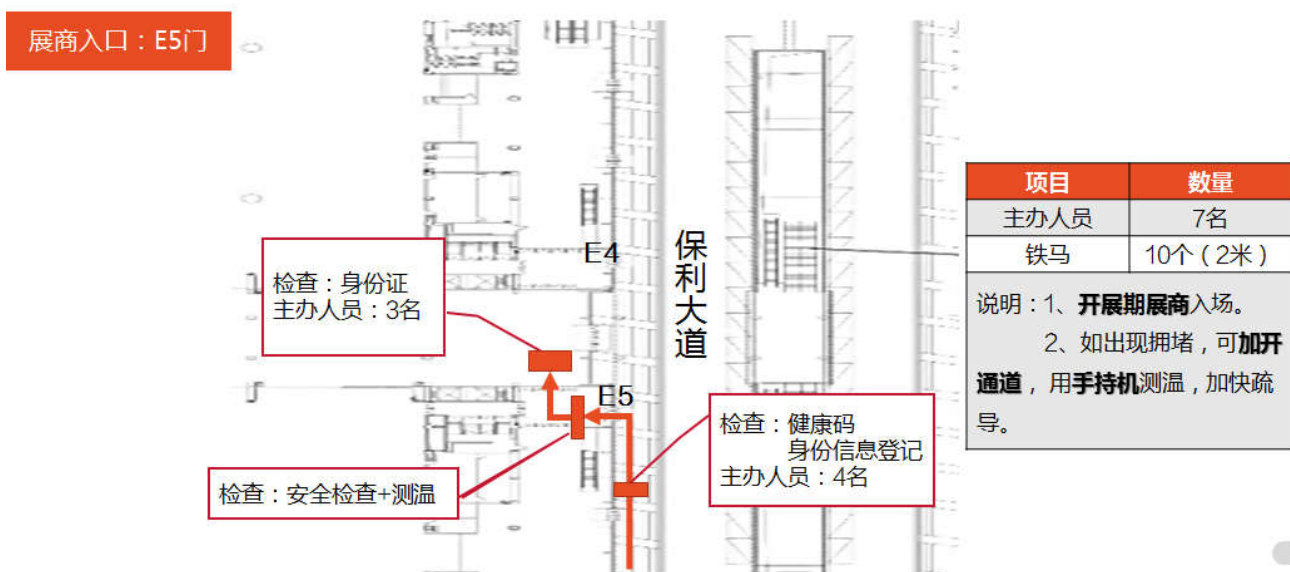 展商入口：E5门
检查：身份证
主办人员：3名
E4
保利大道
E5
检查：健康码
身份信息登记
主办人员：4名
检查：安全检查+测温
项目 数量
主办人员 7名
铁马 10个（2米）
说明：1、开展期展商入场。
2、如出现拥堵，可加开
通道，用手持机测温，加快疏
导。